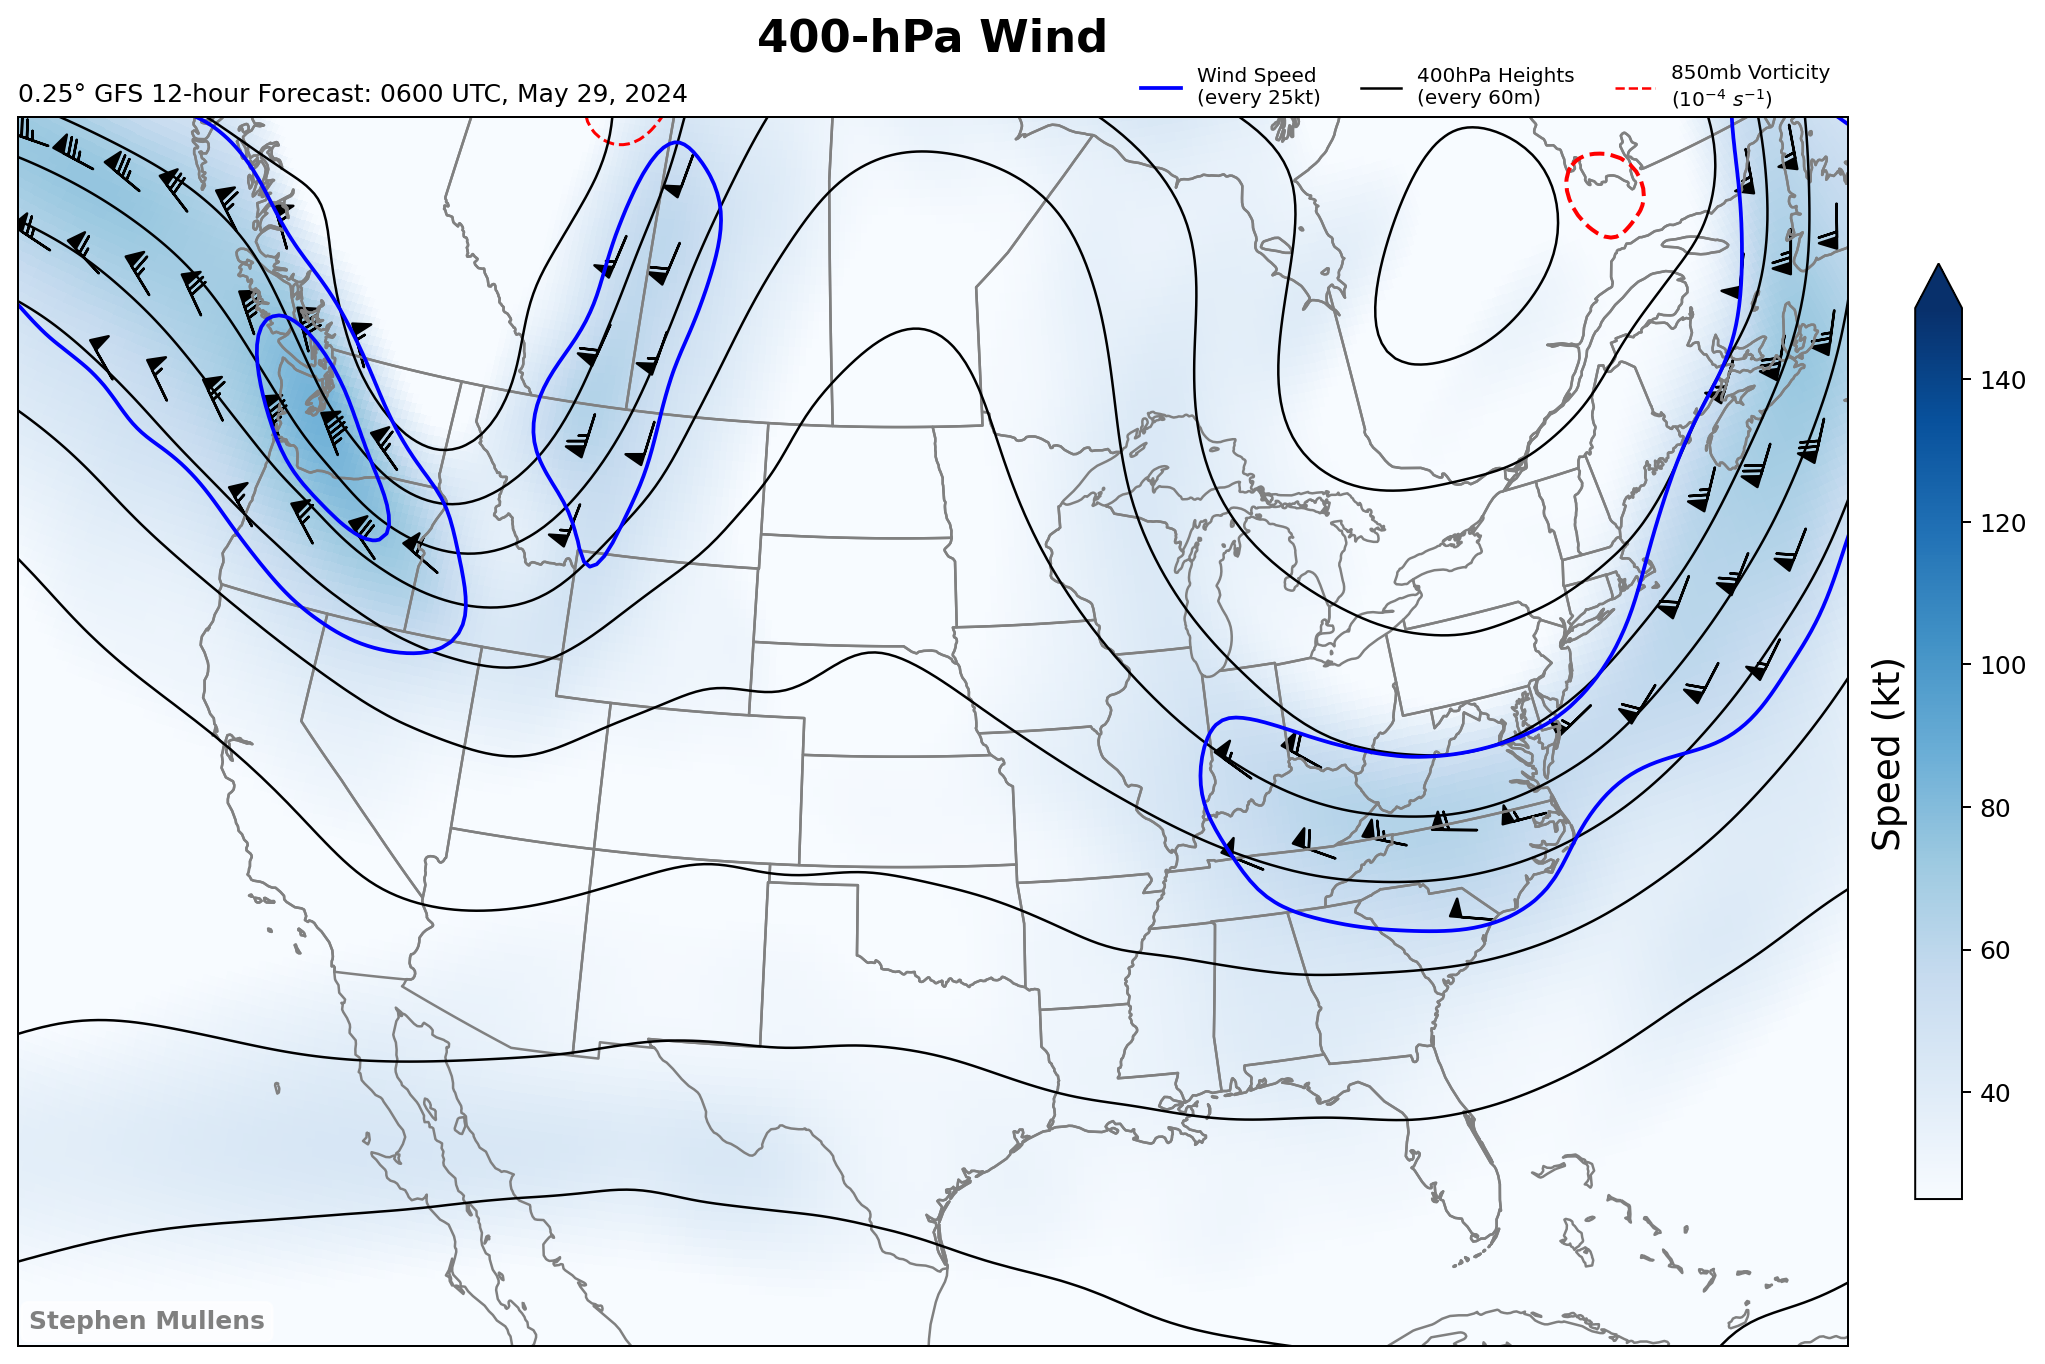 400-hPa Wind
0.25° GFS 12-hour Forecast: 0600 UTC, May 29, 2024
Wind Speed
(every 25kt)
400hPa Heights
(every 60m)
850mb Vorticity
(10⁻⁴ s⁻¹)
140
120
100
80
60
40
Speed (kt)
Stephen Mullens